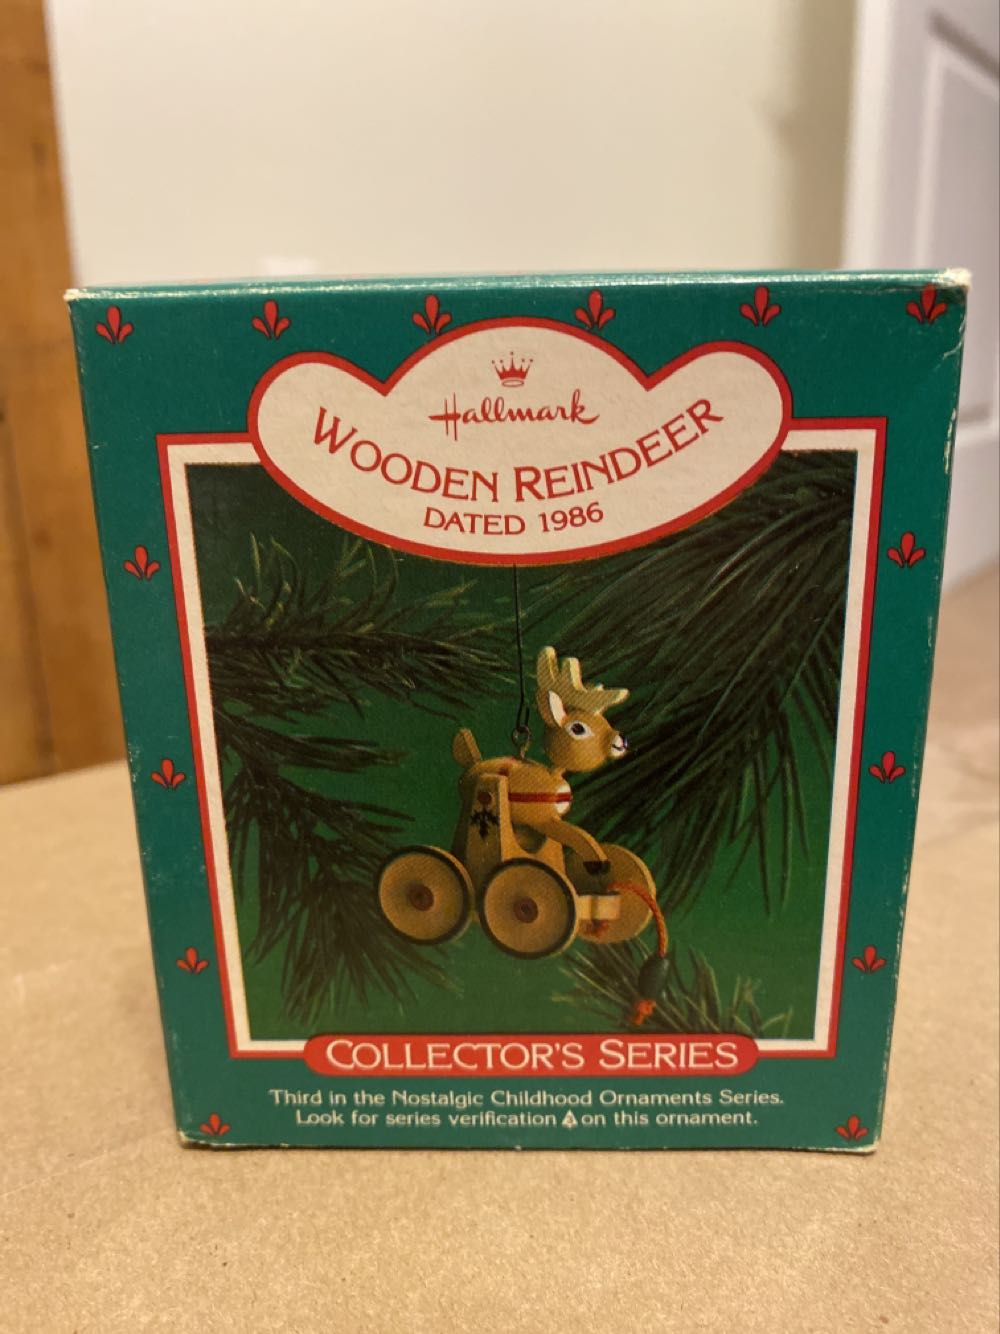 Hallmark
WOODEN REINDEER
DATED 1986
COLLECTOR'S SERIES
Third in the Nostalgic Childhood Ornaments Series.
Look for series verification 3 on this ornament.